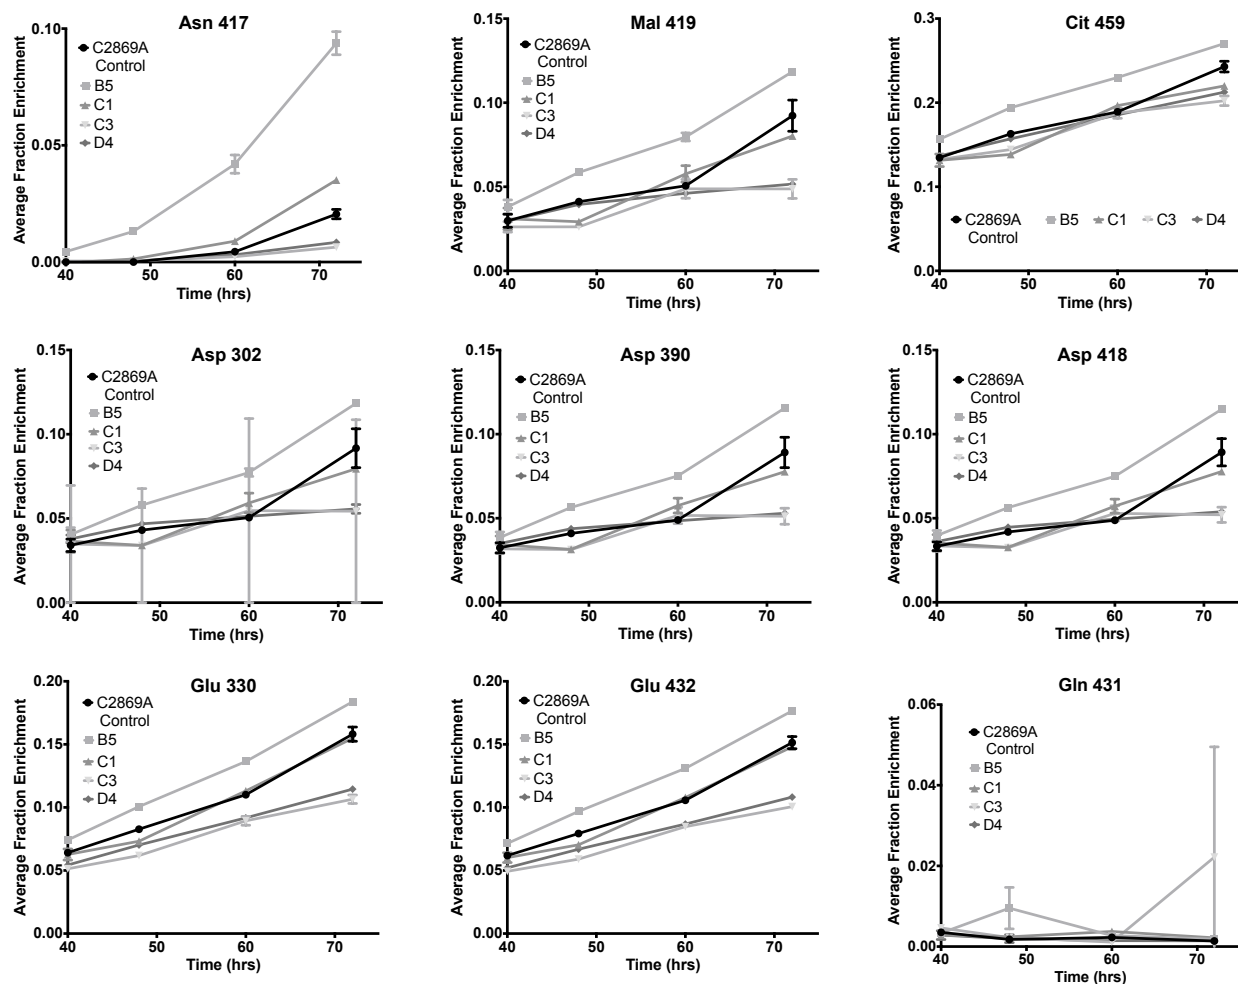 Asn 417
Average Fraction Enrichment
0.10
0.05
0.00
C2869A
Control
B5
C1
C3
D4
40 50 60 70
Time (hrs)
Mal 419
Average Fraction Enrichment
0.15
0.10
0.05
0.00
C2869A
Control
B5
C1
C3
D4
40 50 60 70
Time (hrs)
Cit 459
Average Fraction Enrichment
0.3
0.2
0.1
0.0
C2869A
Control
B5 C1 C3 D4
40 50 60 70
Time (hrs)
Asp 302
Average Fraction Enrichment
0.15
0.10
0.05
0.00
C2869A
Control
B5
C1
C3
D4
40 50 60 70
Time (hrs)
Asp 390
Average Fraction Enrichment
0.15
0.10
0.05
0.00
C2869A
Control
B5
C1
C3
D4
40 50 60 70
Time (hrs)
Asp 418
Average Fraction Enrichment
0.15
0.10
0.05
0.00
C2869A
Control
B5
C1
C3
D4
40 50 60 70
Time (hrs)
Glu 330
Average Fraction Enrichment
0.20
0.15
0.10
0.05
0.00
C2869A
Control
B5
C1
C3
D4
40 50 60 70
Time (hrs)
Glu 432
Average Fraction Enrichment
0.20
0.15
0.10
0.05
0.00
C2869A
Control
B5
C1
C3
D4
40 50 60 70
Time (hrs)
Gln 431
Average Fraction Enrichment
0.06
0.04
0.02
0.00
C2869A
Control
B5
C1
C3
D4
40 50 60 70
Time (hrs)